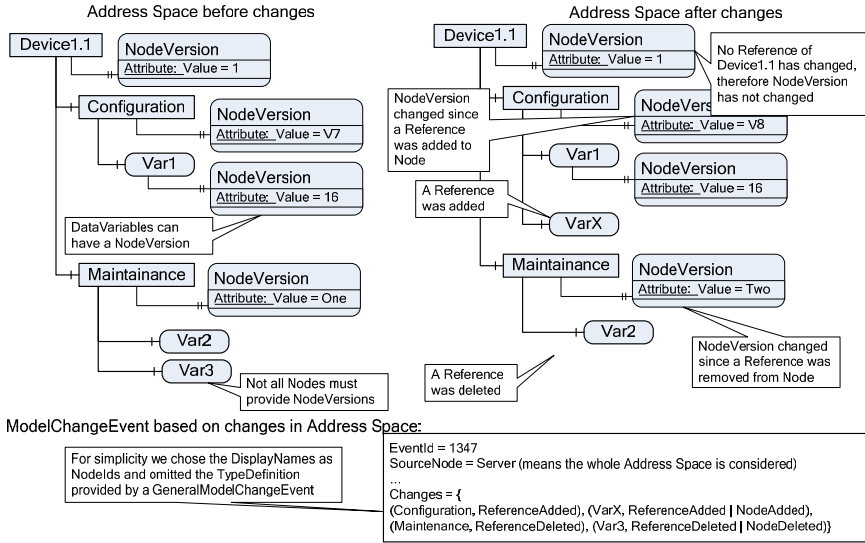 Address Space before changes
Device1.1
NodeVersion
Attribute: Value = 1
Configuration
NodeVersion
Attribute: Value = V7
Var1
NodeVersion
Attribute: Value = 16
DataVariables can
have a NodeVersion
Maintainance
NodeVersion
Attribute: Value = One
Var2
Var3
Not all Nodes must
provide NodeVersions
Address Space after changes
Device1.1
NodeVersion
Attribute: Value = 1
No Reference of
Device1.1 has changed,
therefore NodeVersion
has not changed
NodeVersion
changed since
a Reference
was added to
Node
Configuration
Attribute: Value = V8
Var1
NodeVersion
Attribute: Value = 16
A Reference
was added
VarX
Maintainance
NodeVersion
Attribute: Value = Two
Var2
NodeVersion changed
since a Reference was
removed from Node
A Reference
was deleted
ModelChangeEvent based on changes in Address Space:
For simplicity we chose the DisplayNames as
NodeIds and omitted the TypeDefinition
provided by a GeneralModelChangeEvent
EventId = 1347
SourceNode = Server (means the whole Address Space is considered)
...
Changes = {
(Configuration, ReferenceAdded), (VarX, ReferenceAdded | NodeAdded),
(Maintenance, ReferenceDeleted), (Var3, ReferenceDeleted | NodeDeleted)}